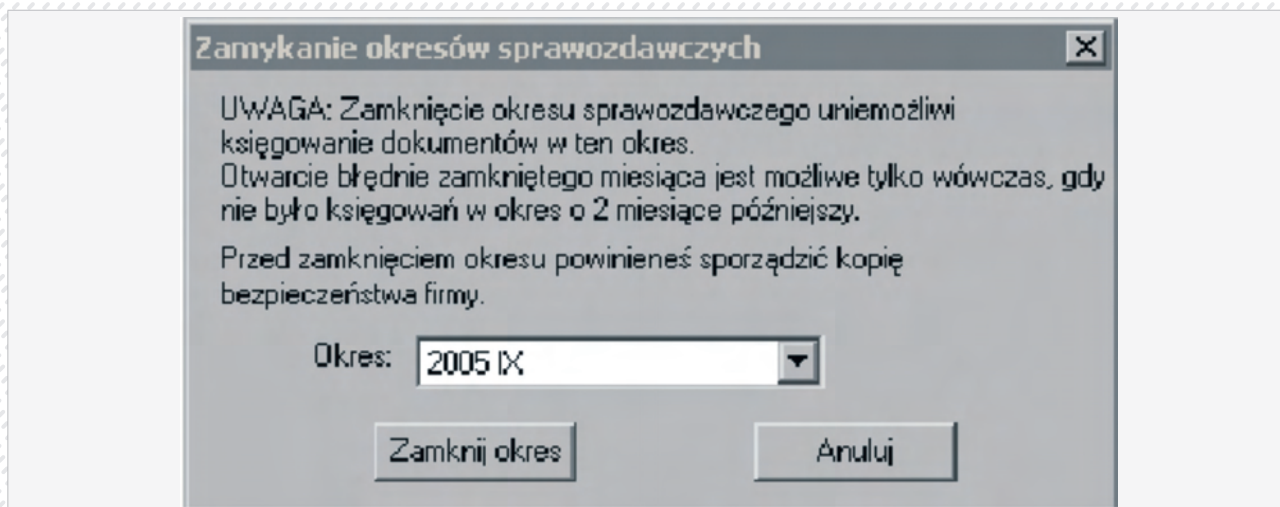 Zamykanie okresów sprawozdawczych
UWAGA: Zamknięcie okresu sprawozdawczego uniemożliwi
księgowanie dokumentów w ten okres.
Otwarcie błędnie zamkniętego miesiąca jest możliwe tylko wówczas, gdy
nie było księgowań w okres o 2 miesiące późniejszy.
Przed zamknięciem okresu powinieneś sporządzić kopię
bezpieczeństwa firmy.
Okres: 2005 IX
Zamknij okres Anuluj